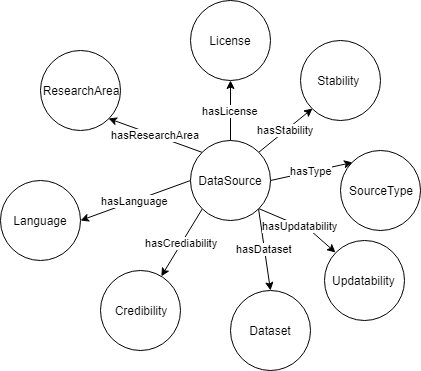 License
Stability
ResearchArea
hasLicense
hasStability
hasResearchArea
hasType
DataSource
SourceType
hasLanguage
Language
hasUpdatability
hasCrediability
hasDataset
Updatability
Credibility
Dataset